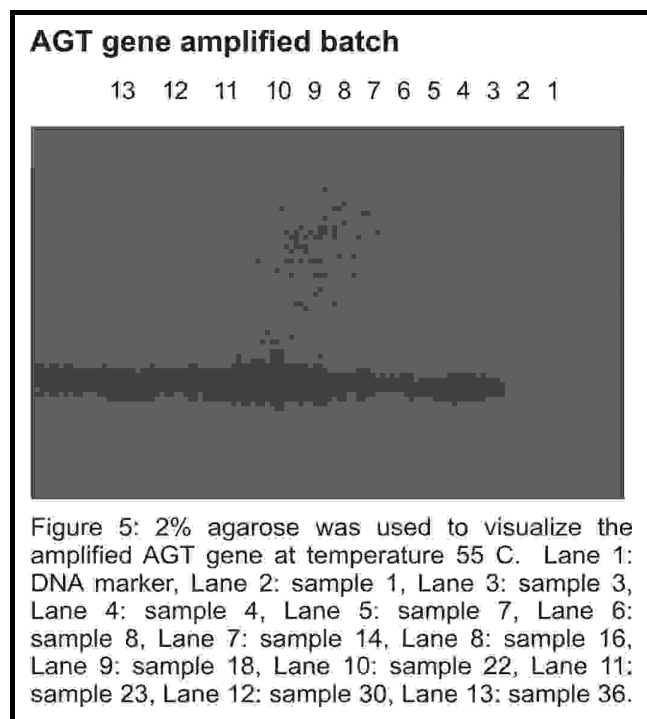 AGT gene amplified batch
13 12 11 10 9 8 7 6 5 4 3 2 1
Figure 5: 2% agarose was used to visualize the
amplified AGT gene at temperature 55 C. Lane 1:
DNA marker, Lane 2: sample 1, Lane 3: sample 3,
Lane 4: sample 4, Lane 5: sample 7, Lane 6:
sample 8, Lane 7: sample 14, Lane 8: sample 16,
Lane 9: sample 18, Lane 10: sample 22, Lane 11:
sample 23, Lane 12: sample 30, Lane 13: sample 36.